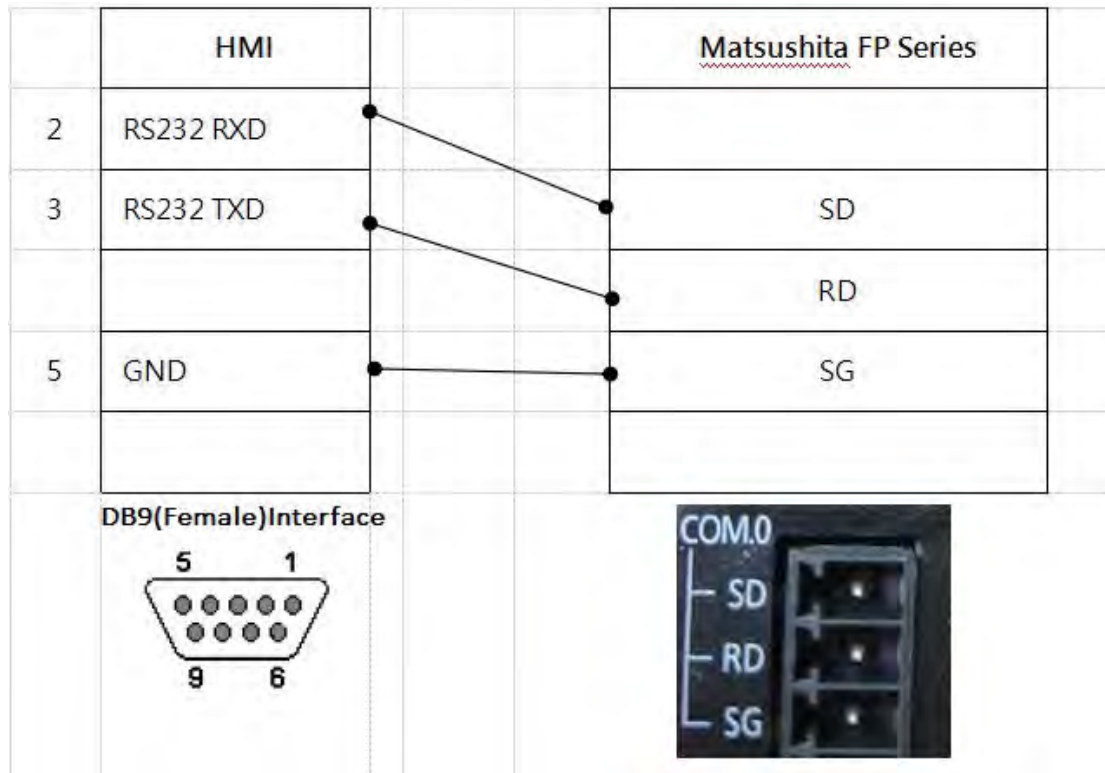 HMI Matsushita FP Series
2 RS232 RXD
3 RS232 TXD SD
RD
5 GND SG
DB9(Female)Interface
5 1
9 6
COM.0
SD
RD
SG